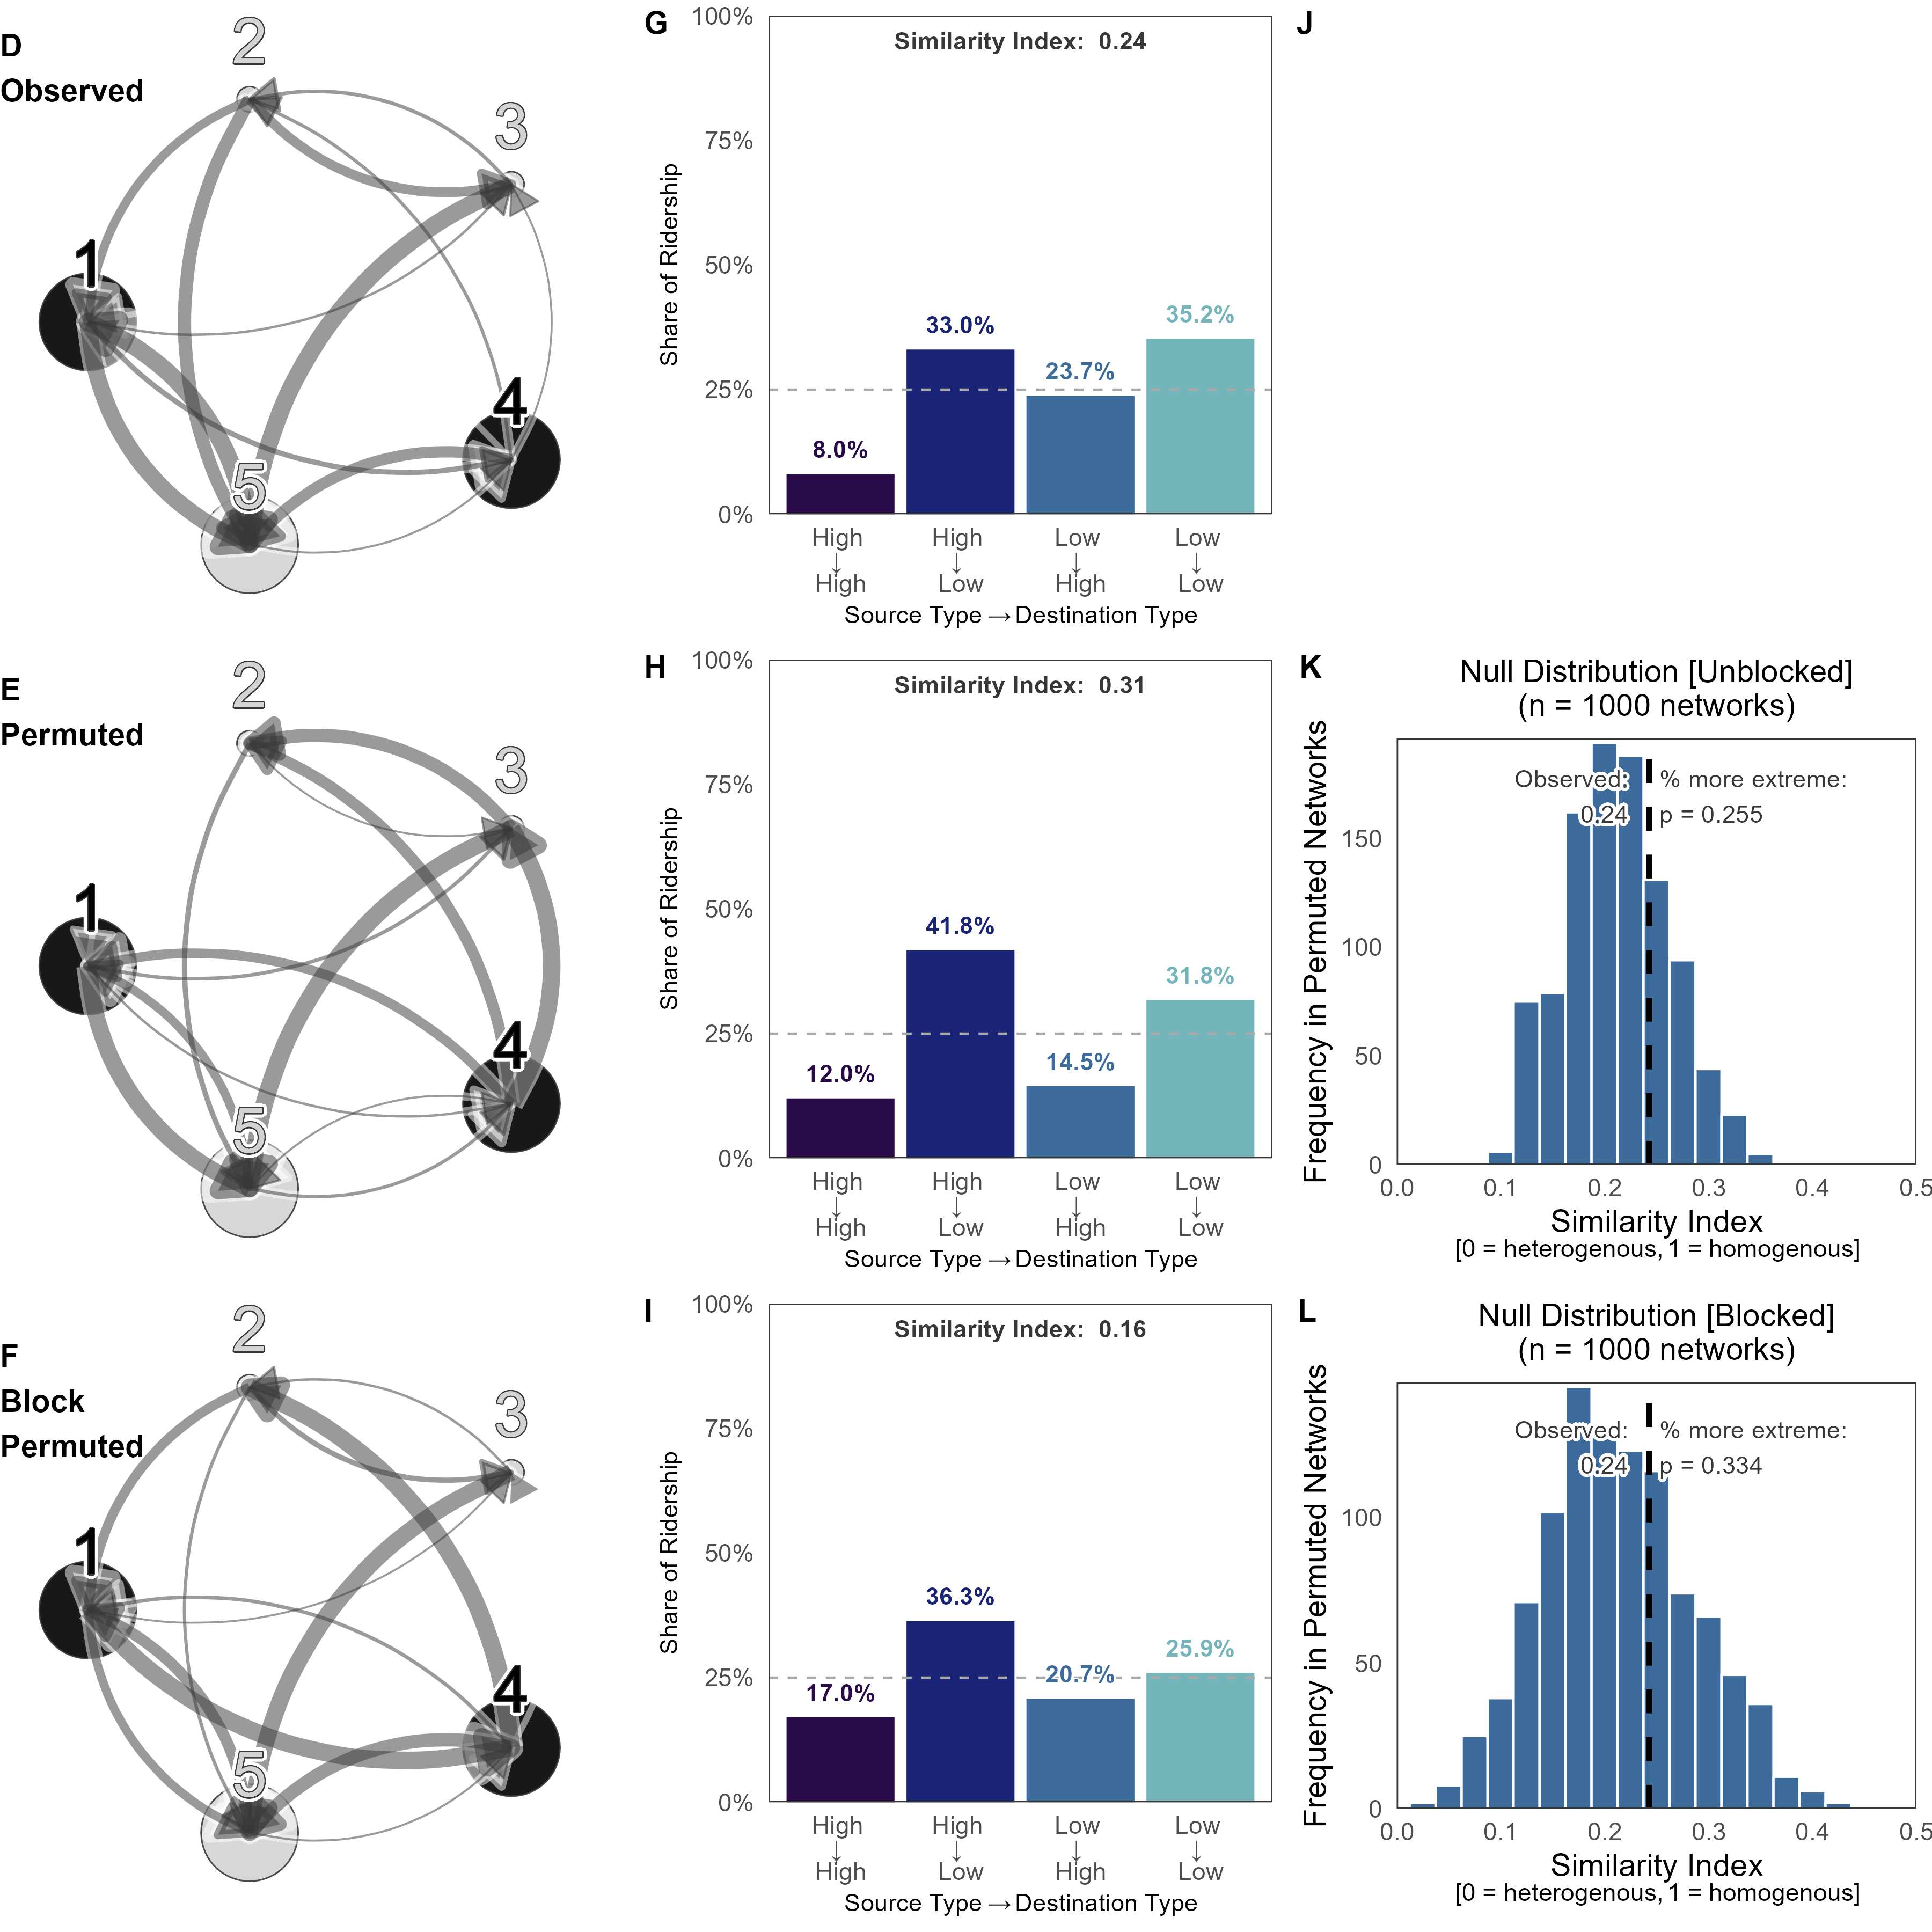 D
Observed
2
3
1
4
5
G
100%
75%
50%
25%
0%
Share of Ridership
Similarity Index: 0.24
8.0%
33.0%
23.7%
35.2%
High
↓
High
High
↓
Low
Low
↓
High
Low
↓
Low
Source Type → Destination Type
J
E
Permuted
2
3
1
4
5
H
100%
75%
50%
25%
0%
Share of Ridership
Similarity Index: 0.31
12.0%
41.8%
14.5%
31.8%
High
↓
High
High
↓
Low
Low
↓
High
Low
↓
Low
Source Type → Destination Type
K
Null Distribution [Unblocked]
(n = 1000 networks)
Frequency in Permuted Networks
150
100
50
0
Observed:
0.24
% more extreme:
p = 0.255
0.0 0.1 0.2 0.3 0.4 0.5
Similarity Index
[0 = heterogenous, 1 = homogenous]
F
Block
Permuted
2
3
1
4
5
I
100%
75%
50%
25%
0%
Share of Ridership
Similarity Index: 0.16
17.0%
36.3%
20.7%
25.9%
High
↓
High
High
↓
Low
Low
↓
High
Low
↓
Low
Source Type → Destination Type
L
Null Distribution [Blocked]
(n = 1000 networks)
Frequency in Permuted Networks
100
50
0
Observed:
0.24
% more extreme:
p = 0.334
0.0 0.1 0.2 0.3 0.4 0.5
Similarity Index
[0 = heterogenous, 1 = homogenous]